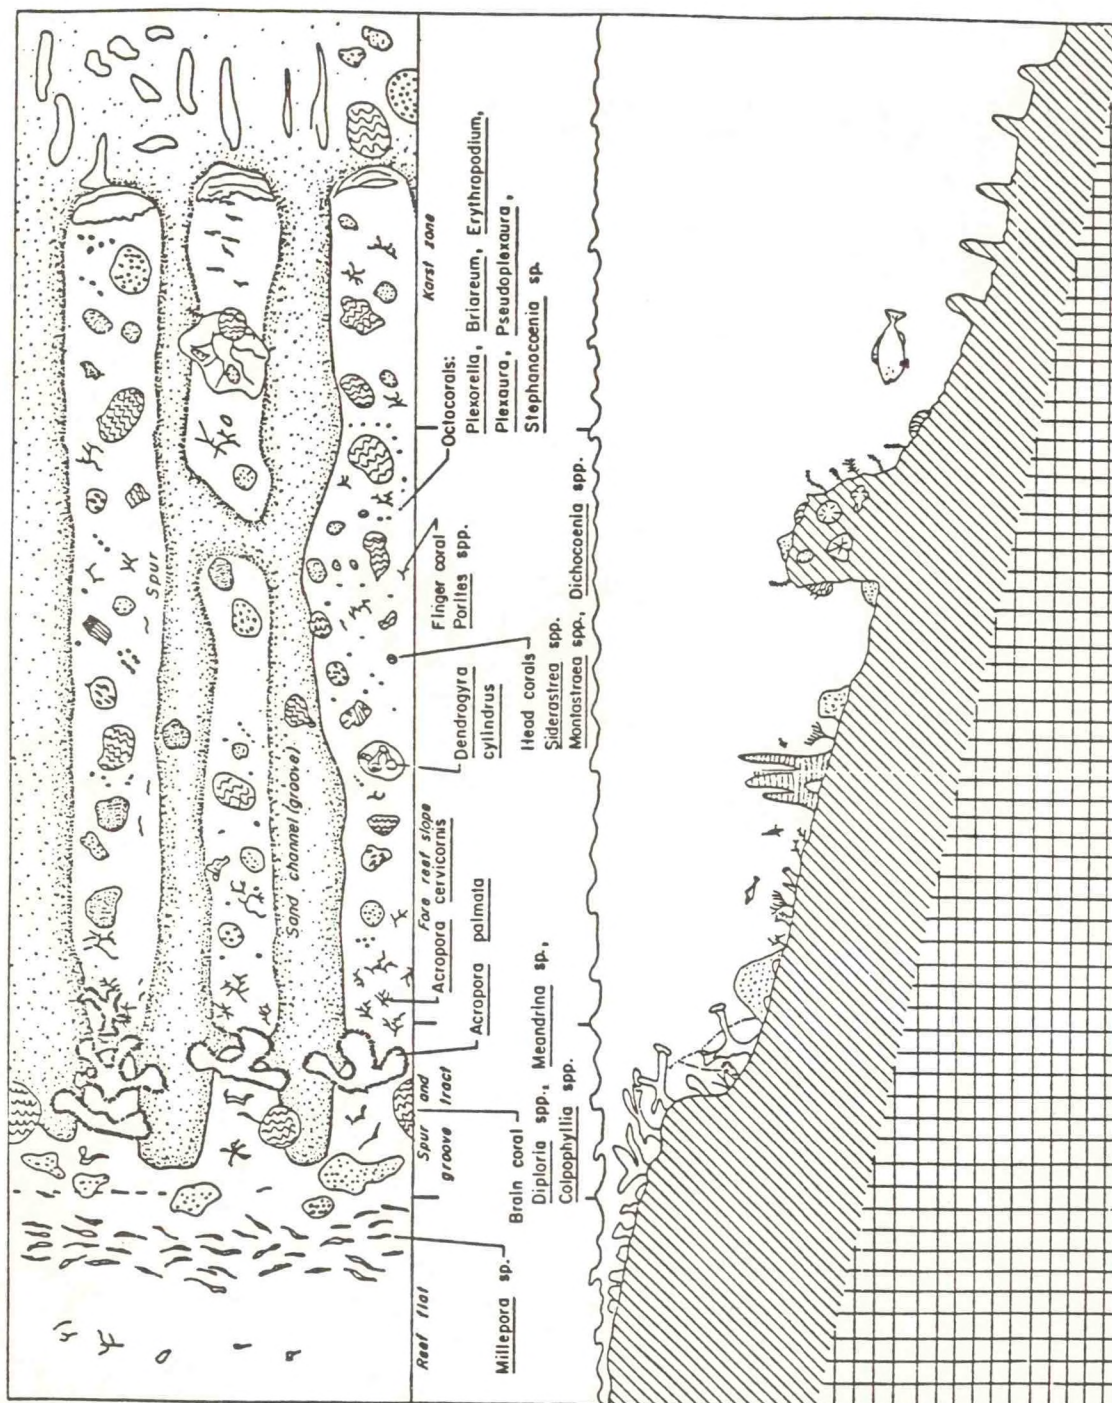 Spur
Sand channel (groove)
Reef flat
Spur and
groove tract
Fore reef slope
Karst zone
Millepora sp.
Brain coral
Diploria spp., Meandrina sp.,
Colpophyllia spp.
Acropora palmata
Acropora cervicornis
Dendrogyra
cylindrus
Head corals
Siderastrea spp.
Montastraea spp., Dichocoenia spp.
Finger coral
Porites spp.
Octacorals:
Plexorella, Briareum, Erythropodium,
Plexaura, Pseudoplexaura,
Stephanocoenia sp.